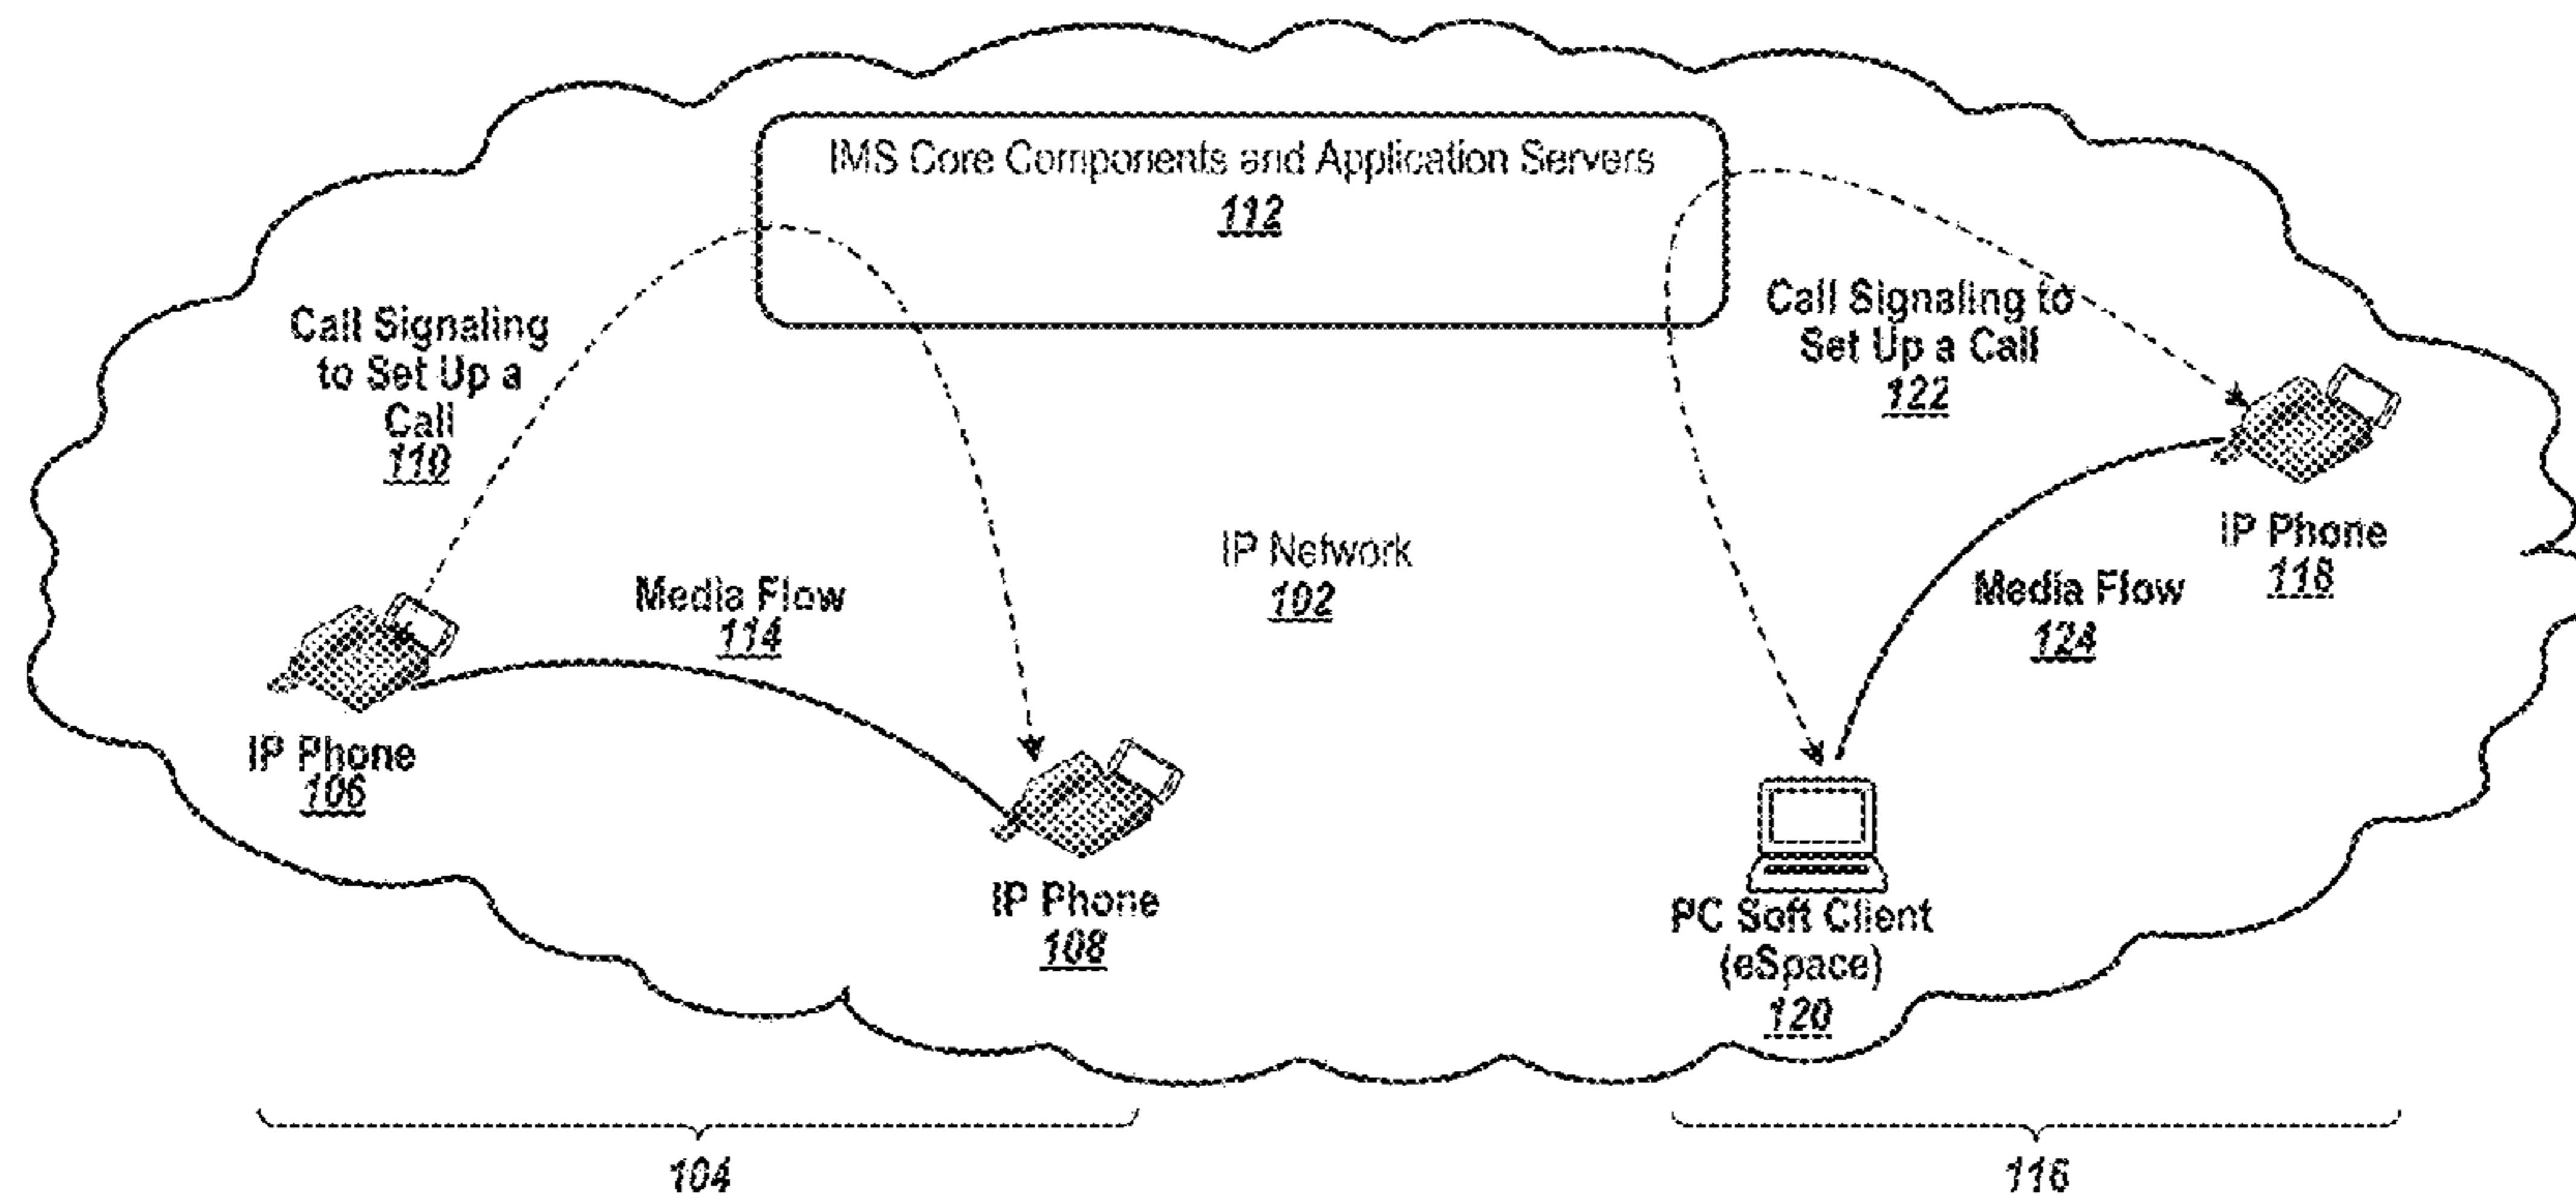 IMS Core Components and Application Servers
112
Call Signaling
to Set Up a
Call
110
Call Signaling to
Set Up a Call
122
IP Network
102
Media Flow
114
IP Phone
118
Media Flow
124
IP Phone
106
IP Phone
108
PC Soft Client
(eSpace)
120
104
116